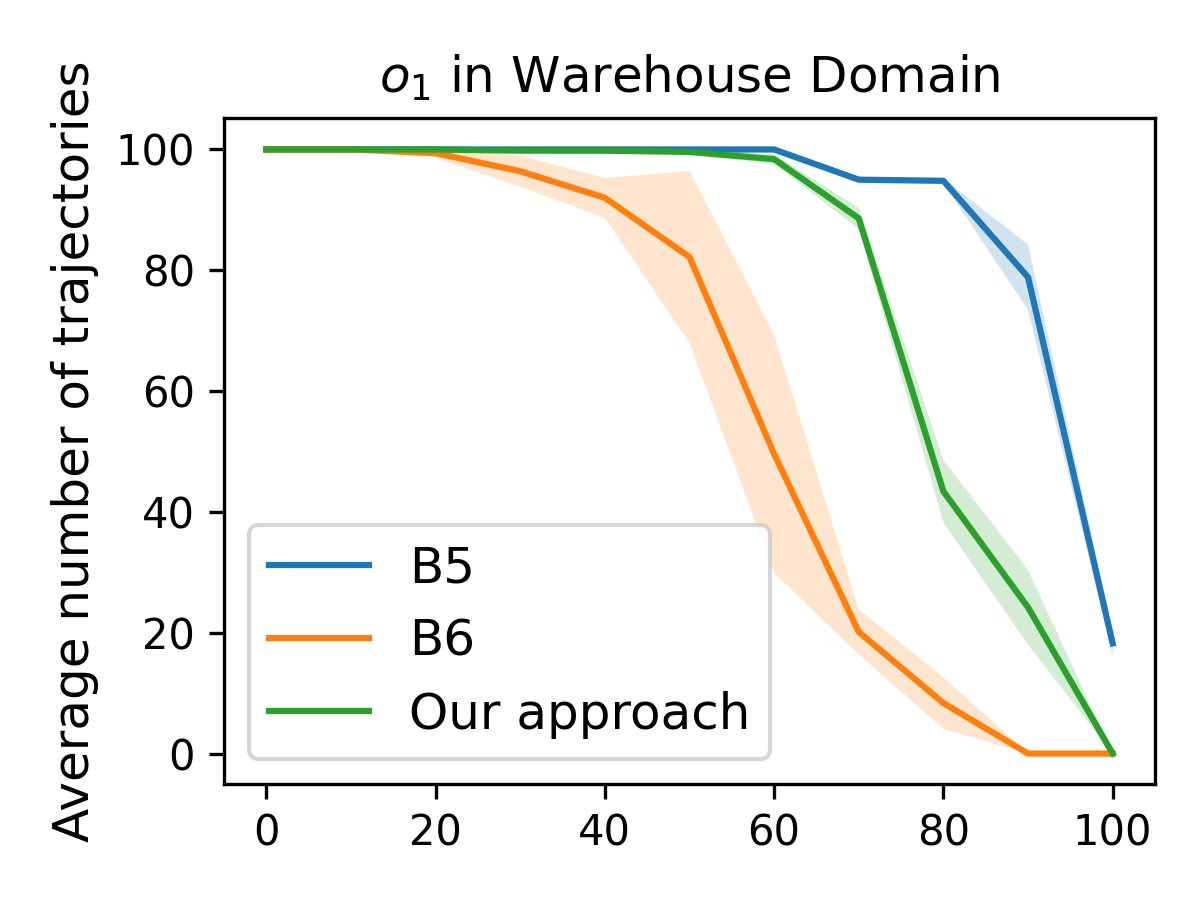 o₁ in Warehouse Domain
Average number of trajectories
100
80
60
40
20
0
B5
B6
Our approach
0 20 40 60 80 100